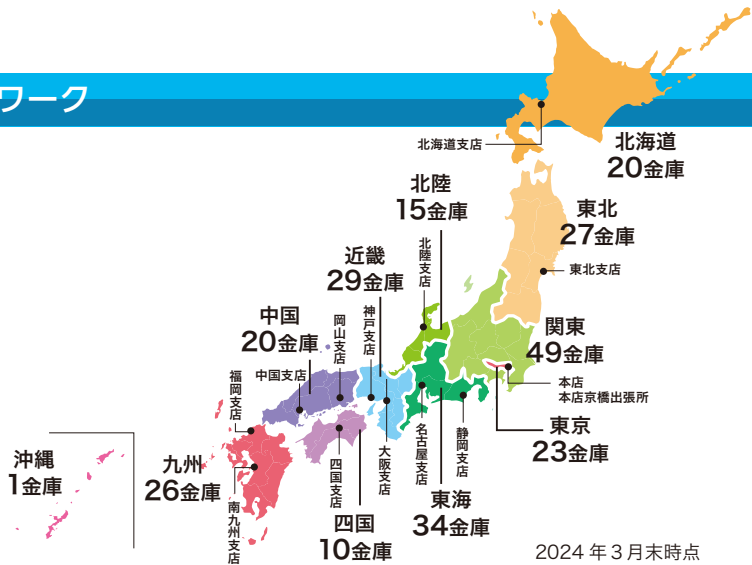 ワーク
北海道支店
北海道
20金庫
北陸
15金庫
東北
27金庫
東北支店
近畿
29金庫
北陸支店
中国
20金庫
岡山支店
神戸支店
関東
49金庫
本店
本店京橋出張所
福岡支店
中国支店
東京
23金庫
沖縄
1金庫
九州
26金庫
南九州支店
四国支店
大阪支店
名古屋支店
静岡支店
四国
10金庫
東海
34金庫
2024年3月末時点